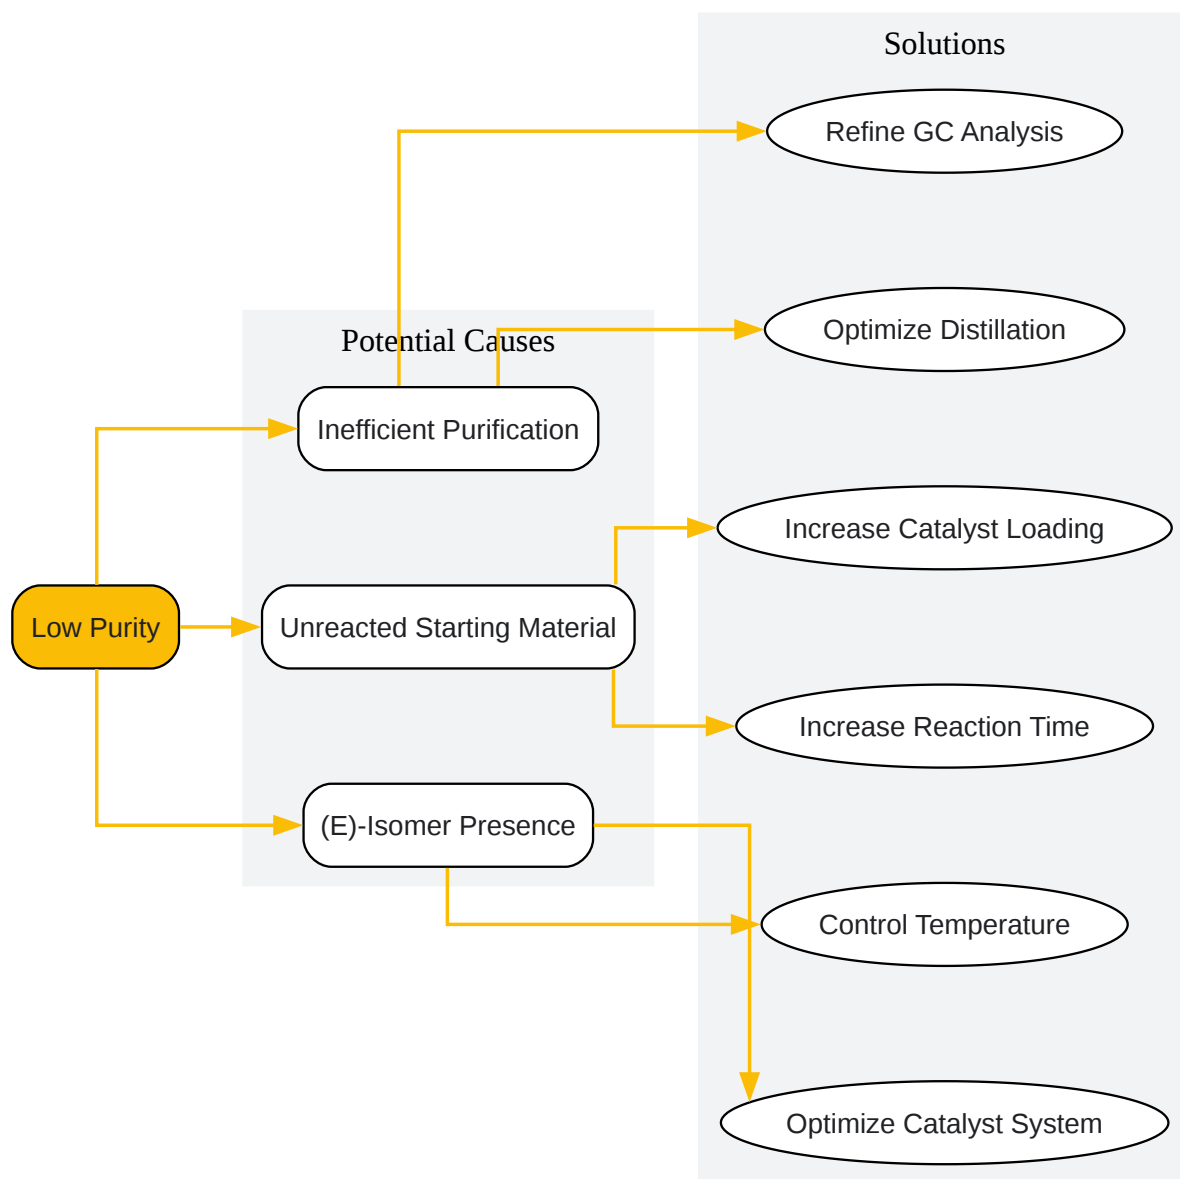 Solutions
Refine GC Analysis
Optimize Distillation
Potential Causes
Inefficient Purification
Increase Catalyst Loading
Low Purity
Unreacted Starting Material
Increase Reaction Time
(E)-Isomer Presence
Control Temperature
Optimize Catalyst System